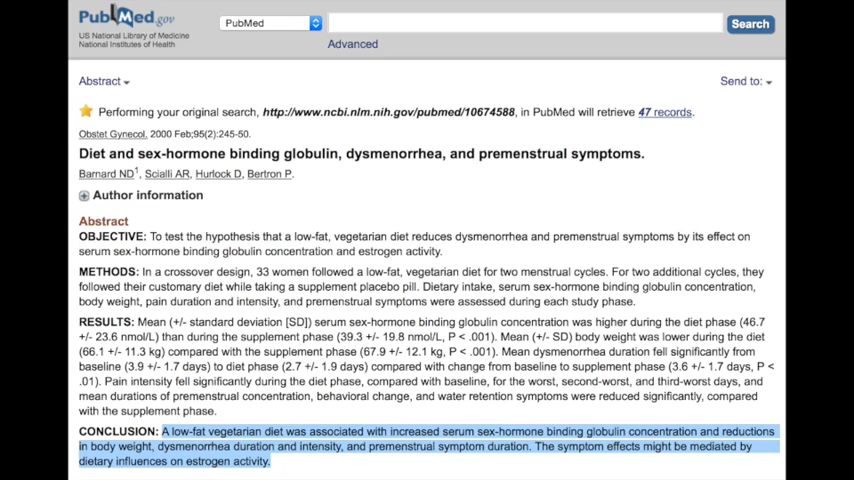 PubMed.gov
US National Library of Medicine
National Institutes of Health
PubMed
Search
Advanced
Abstract
Send to:
Performing your original search, http://www.ncbi.nlm.nih.gov/pubmed/10674588, in PubMed will retrieve 47 records.
Obstet Gynecol. 2000 Feb;95(2):245-50.
Diet and sex-hormone binding globulin, dysmenorrhea, and premenstrual symptoms.
Barnard ND1, Scialli AR, Hurlock D, Bertron P.
Author information
Abstract
OBJECTIVE: To test the hypothesis that a low-fat, vegetarian diet reduces dysmenorrhea and premenstrual symptoms by its effect on
serum sex-hormone binding globulin concentration and estrogen activity.
METHODS: In a crossover design, 33 women followed a low-fat, vegetarian diet for two menstrual cycles. For two additional cycles, they
followed their customary diet while taking a supplement placebo pill. Dietary intake, serum sex-hormone binding globulin concentration,
body weight, pain duration and intensity, and premenstrual symptoms were assessed during each study phase.
RESULTS: Mean (+/- standard deviation [SD]) serum sex-hormone binding globulin concentration was higher during the diet phase (46.7
+/- 23.6 nmol/L) than during the supplement phase (39.3 +/- 19.8 nmol/L, P < .001). Mean (+/- SD) body weight was lower during the diet
(66.1 +/- 11.3 kg) compared with the supplement phase (67.9 +/- 12.1 kg, P < .001). Mean dysmenorrhea duration fell significantly from
baseline (3.9 +/- 1.7 days) to diet phase (2.7 +/- 1.9 days) compared with change from baseline to supplement phase (3.6 +/- 1.7 days, P <
.01). Pain intensity fell significantly during the diet phase, compared with baseline, for the worst, second-worst, and third-worst days, and
mean durations of premenstrual concentration, behavioral change, and water retention symptoms were reduced significantly, compared
with the supplement phase.
CONCLUSION: A low-fat vegetarian diet was associated with increased serum sex-hormone binding globulin concentration and reductions
in body weight, dysmenorrhea duration and intensity, and premenstrual symptom duration. The symptom effects might be mediated by
dietary influences on estrogen activity.